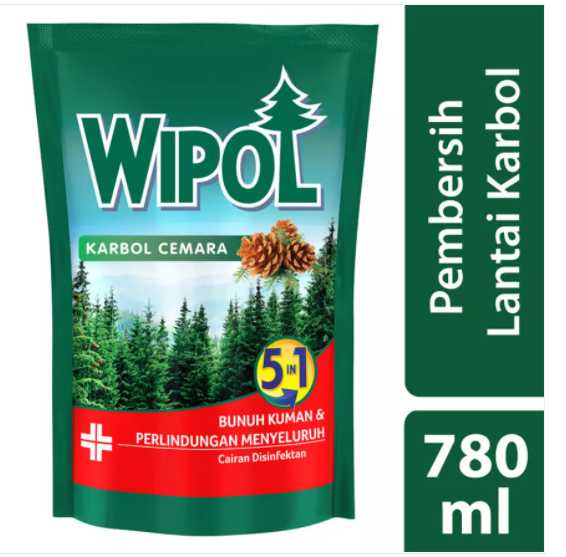 WIPOL
KARBOL CEMARA
5 IN 1
BUNUH KUMAN &
PERLINDUNGAN MENYELURUH
Cairan Disinfektan
Pembersih
Lantai Karbol
780
ml